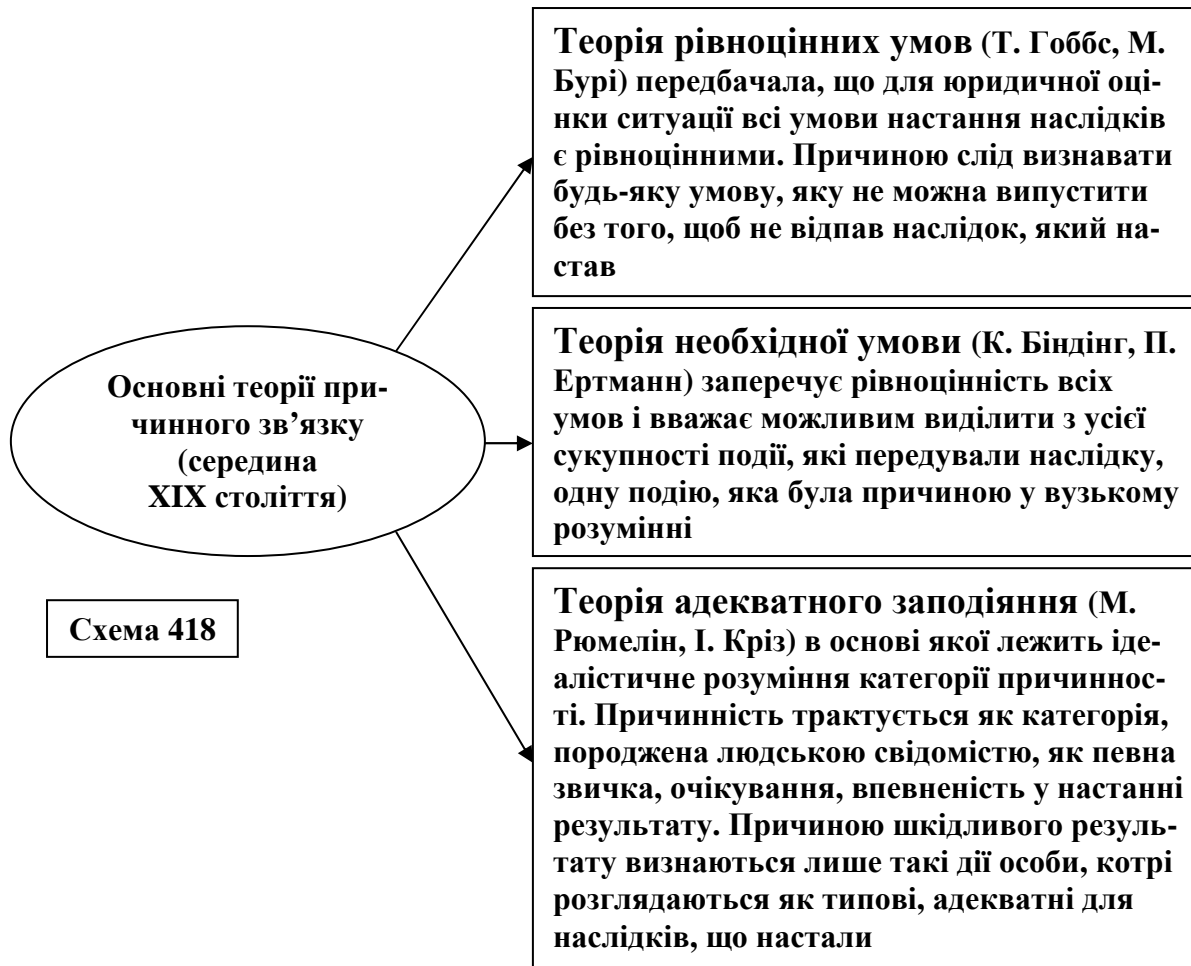 Теорія рівноцінних умов (Т. Гоббс, М.
Бурі) передбачала, що для юридичної оці-
нки ситуації всі умови настання наслідків
є рівноцінними. Причиною слід визнавати
будь-яку умову, яку не можна випустити
без того, щоб не відпав наслідок, який на-
став
Основні теорії при-
чинного зв’язку
(середина
XIX століття)
Теорія необхідної умови (К. Біндінг, П.
Ертманн) заперечує рівноцінність всіх
умов і вважає можливим виділити з усієї
сукупності події, які передували наслідку,
одну подію, яка була причиною у вузькому
розумінні
Схема 418
Теорія адекватного заподіяння (М.
Рюмелін, І. Кріз) в основі якої лежить іде-
алістичне розуміння категорії причиннос-
ті. Причинність трактується як категорія,
породжена людською свідомістю, як певна
звичка, очікування, впевненість у настанні
результату. Причиною шкідливого резуль-
тату визнаються лише такі дії особи, котрі
розглядаються як типові, адекватні для
наслідків, що настали